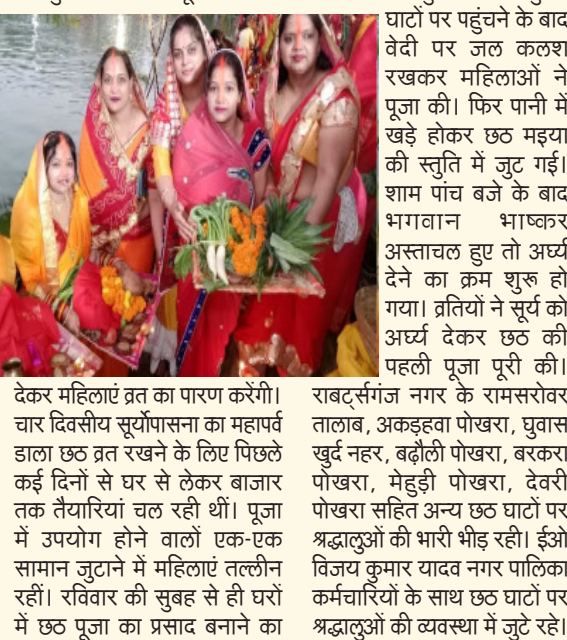 देकर महिलाएं व्रत का पारण करेंगी।
चार दिवसीय सूर्योपासना का महापर्व
डाला छठ व्रत रखने के लिए पिछले
कई दिनों से घर से लेकर बाजार
तक तैयारियां चल रही थीं। पूजा
में उपयोग होने वालों एक-एक
सामान जुटाने में महिलाएं तल्लीन
रहीं। रविवार की सुबह से ही घरों
में छठ पूजा का प्रसाद बनाने का
घाटों पर पहुंचने के बाद
वेदी पर जल कलश
रखकर महिलाओं ने
पूजा की। फिर पानी में
खड़े होकर छठ मइया
की स्तुति में जुट गई।
शाम पांच बजे के बाद
भगवान भाष्कर
अस्ताचल हुए तो अर्घ्य
देने का क्रम शुरू हो
गया। व्रतियों ने सूर्य को
अर्घ्य देकर छठ की
पहली पूजा पूरी की।
राबर्ट्सगंज नगर के रामसरोवर
तालाब, अकड़हवा पोखरा, घुवास
खुर्द नहर, बढ़ौली पोखरा, बरकरा
पोखरा, मेहुड़ी पोखरा, देवरी
पोखरा सहित अन्य छठ घाटों पर
श्रद्धालुओं की भारी भीड़ रही। ईओ
विजय कुमार यादव नगर पालिका
कर्मचारियों के साथ छठ घाटों पर
श्रद्धालुओं की व्यवस्था में जुटे रहे।